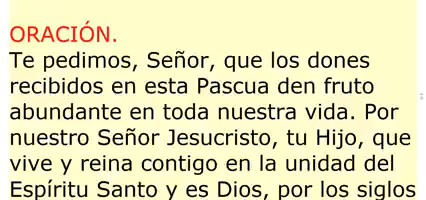 ORACIÓN.
Te pedimos, Señor, que los dones
recibidos en esta Pascua den fruto
abundante en toda nuestra vida. Por
nuestro Señor Jesucristo, tu Hijo, que
vive y reina contigo en la unidad del
Espíritu Santo y es Dios, por los siglos